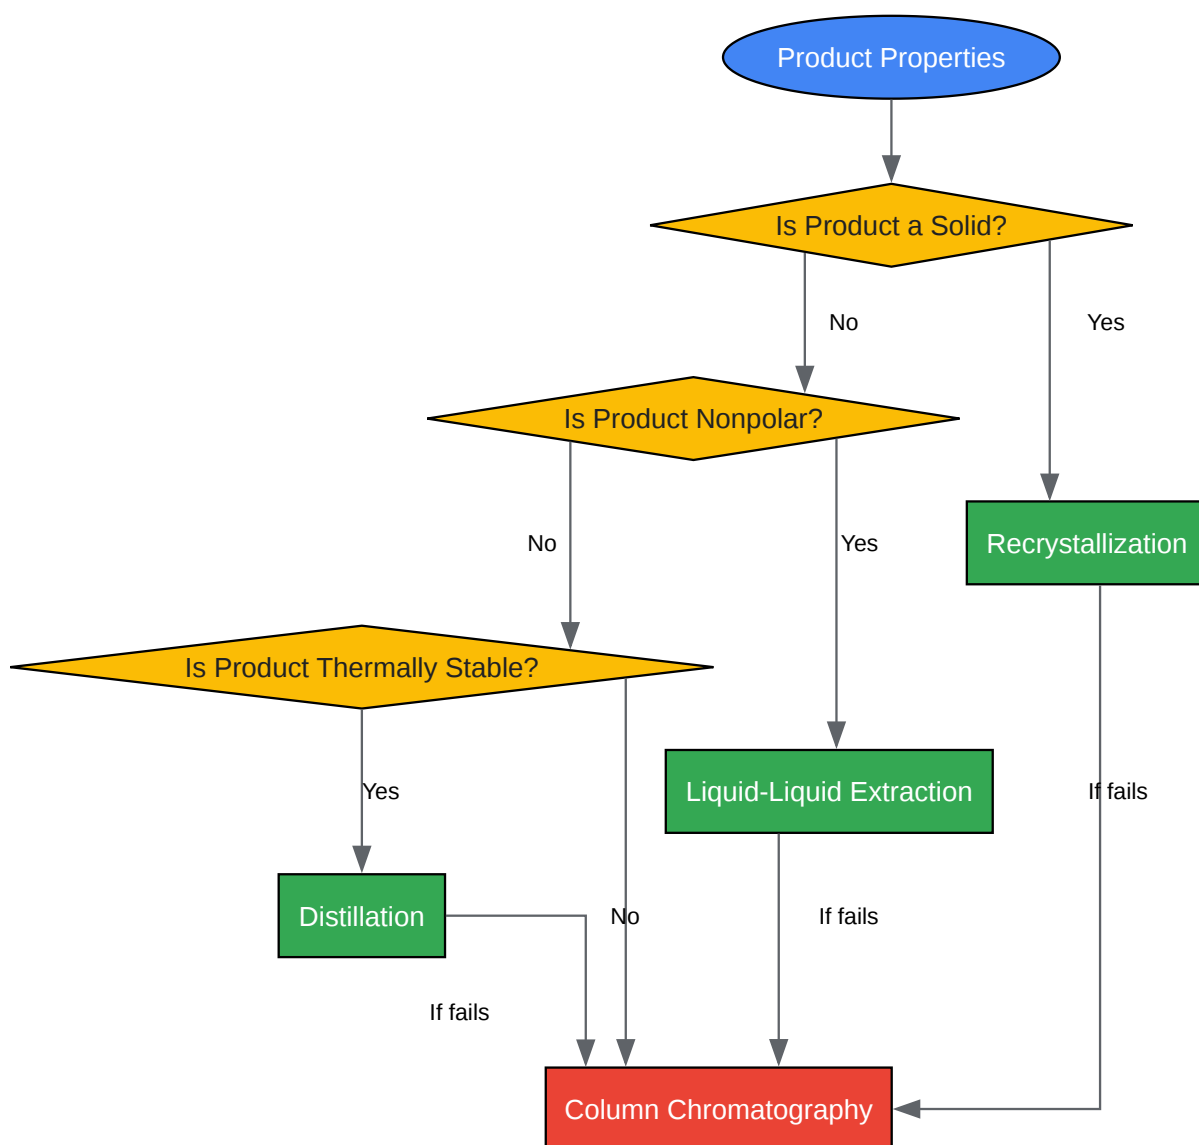 Product Properties
Is Product a Solid?
No
Yes
Is Product Nonpolar?
No
Yes
Recrystallization
Is Product Thermally Stable?
Yes
Liquid-Liquid Extraction
If fails
Distillation
No
If fails
If fails
Column Chromatography